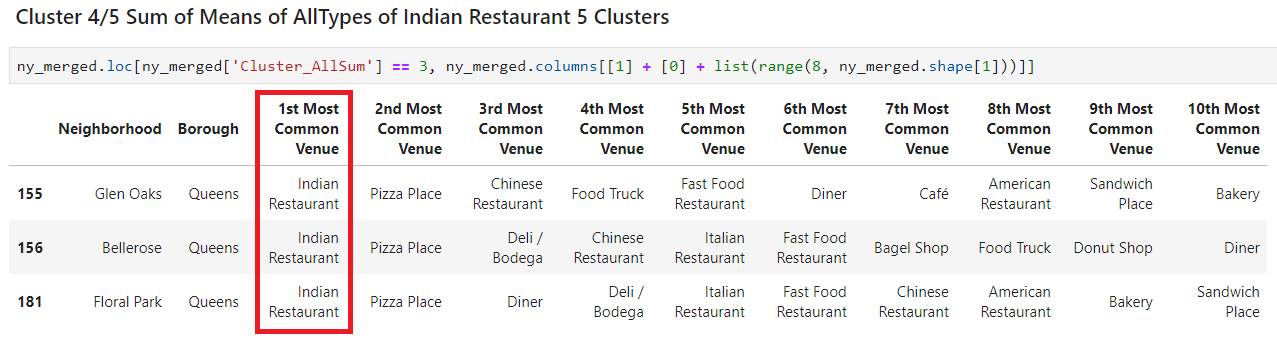 Cluster 4/5 Sum of Means of AllTypes of Indian Restaurant 5 Clusters
ny_merged.loc[ny_merged['Cluster_AllSum'] == 3, ny_merged.columns[[1] + [0] + list(range(8, ny_merged.shape[1]))]]
Neighborhood Borough 1st Most Common Venue 2nd Most Common Venue 3rd Most Common Venue 4th Most Common Venue 5th Most Common Venue 6th Most Common Venue 7th Most Common Venue 8th Most Common Venue 9th Most Common Venue 10th Most Common Venue
155 Glen Oaks Queens Indian Restaurant Pizza Place Chinese Restaurant Food Truck Fast Food Restaurant Diner Café American Restaurant Sandwich Place Bakery
156 Bellerose Queens Indian Restaurant Pizza Place Deli / Bodega Chinese Restaurant Italian Restaurant Fast Food Restaurant Bagel Shop Food Truck Donut Shop Diner
181 Floral Park Queens Indian Restaurant Pizza Place Diner Deli / Bodega Italian Restaurant Fast Food Restaurant Chinese Restaurant American Restaurant Bakery Sandwich Place